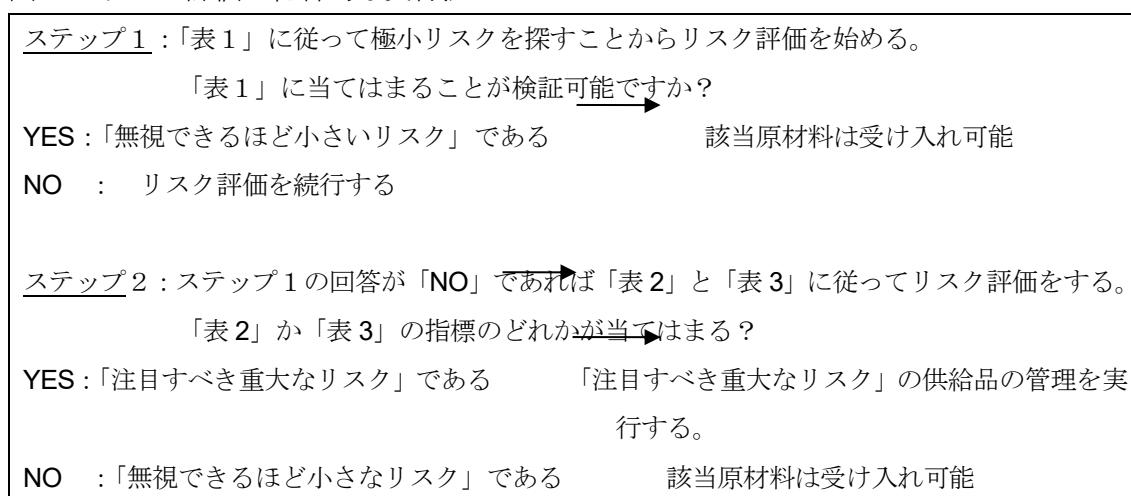 ステップ１：「表１」に従って極小リスクを探すことからリスク評価を始める。
「表１」に当てはまることが検証可能ですか？
YES：「無視できるほど小さいリスク」である　該当原材料は受け入れ可能
NO　：　リスク評価を続行する
ステップ２：ステップ１の回答が「NO」であれば「表2」と「表3」に従ってリスク評価をする。
「表2」か「表3」の指標のどれかが当てはまる？
YES：「注目すべき重大なリスク」である　「注目すべき重大なリスク」の供給品の管理を実
行する。
NO　：「無視できるほど小さなリスク」である　該当原材料は受け入れ可能